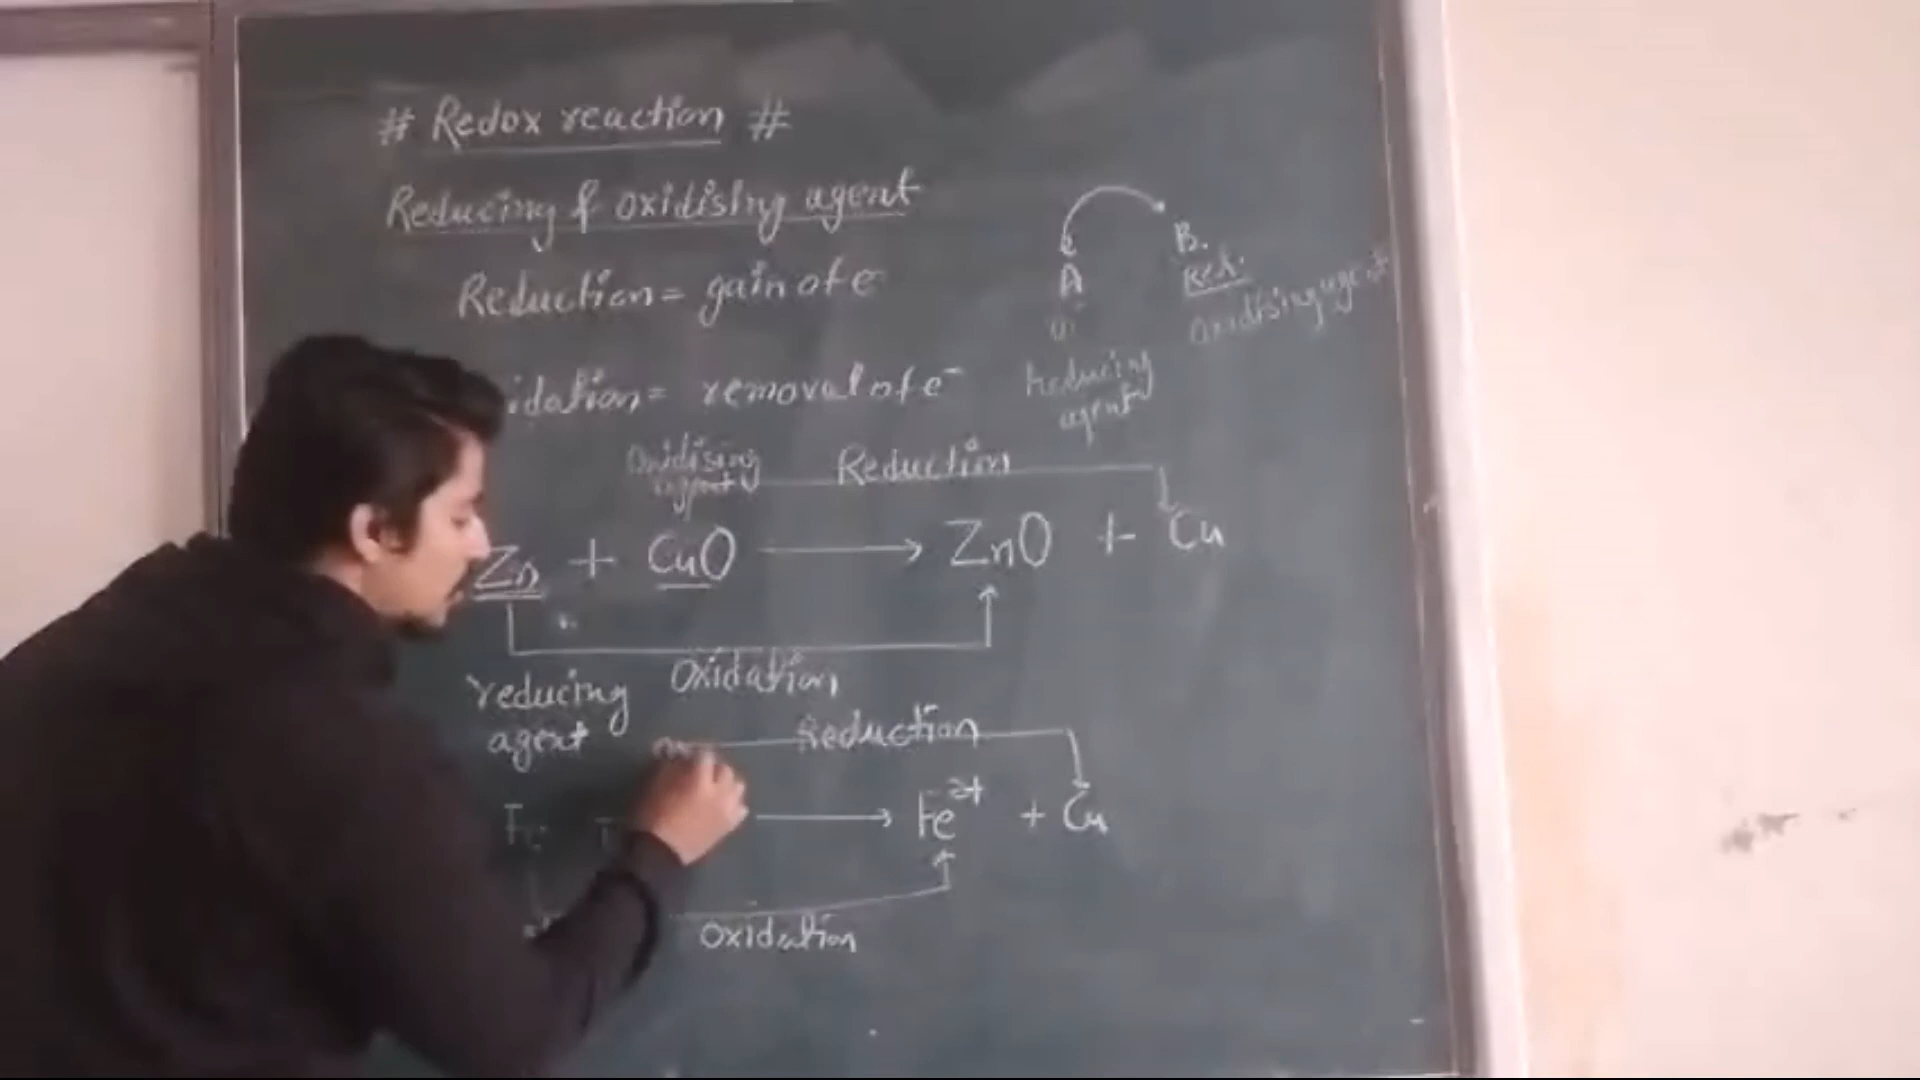 # Redox reaction #
Reducing & oxidising agent
Reduction = gain of e
idation = removal of e⁻
e
A
B.
Red.
oxidising agent
reducing
agent
Oxidising
agent
Reduction
Zn + CuO → ZnO + Cu
Oxidation
reducing
agent
Reduction
Fe → Fe²⁺ + Cu
Oxidation